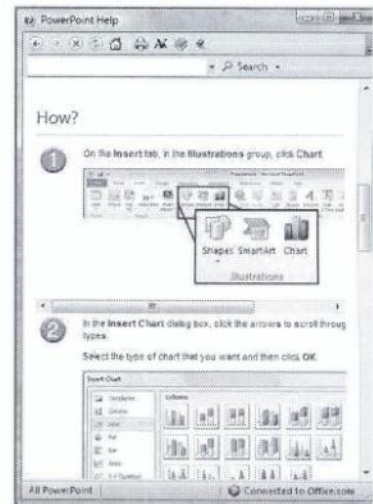 PowerPoint Help
Search
How?
1
On the Insert tab, in the Illustrations group, click Chart
Shapes SmartArt Chart
Illustrations
2
In the Insert Chart dialog box, click the arrows to scroll throug
types.
Select the type of chart that you want and then click OK
Insert Chart
Templates
Column
Line
Pie
Bar
Area
Columns
All PowerPoint
Connected to Office.com